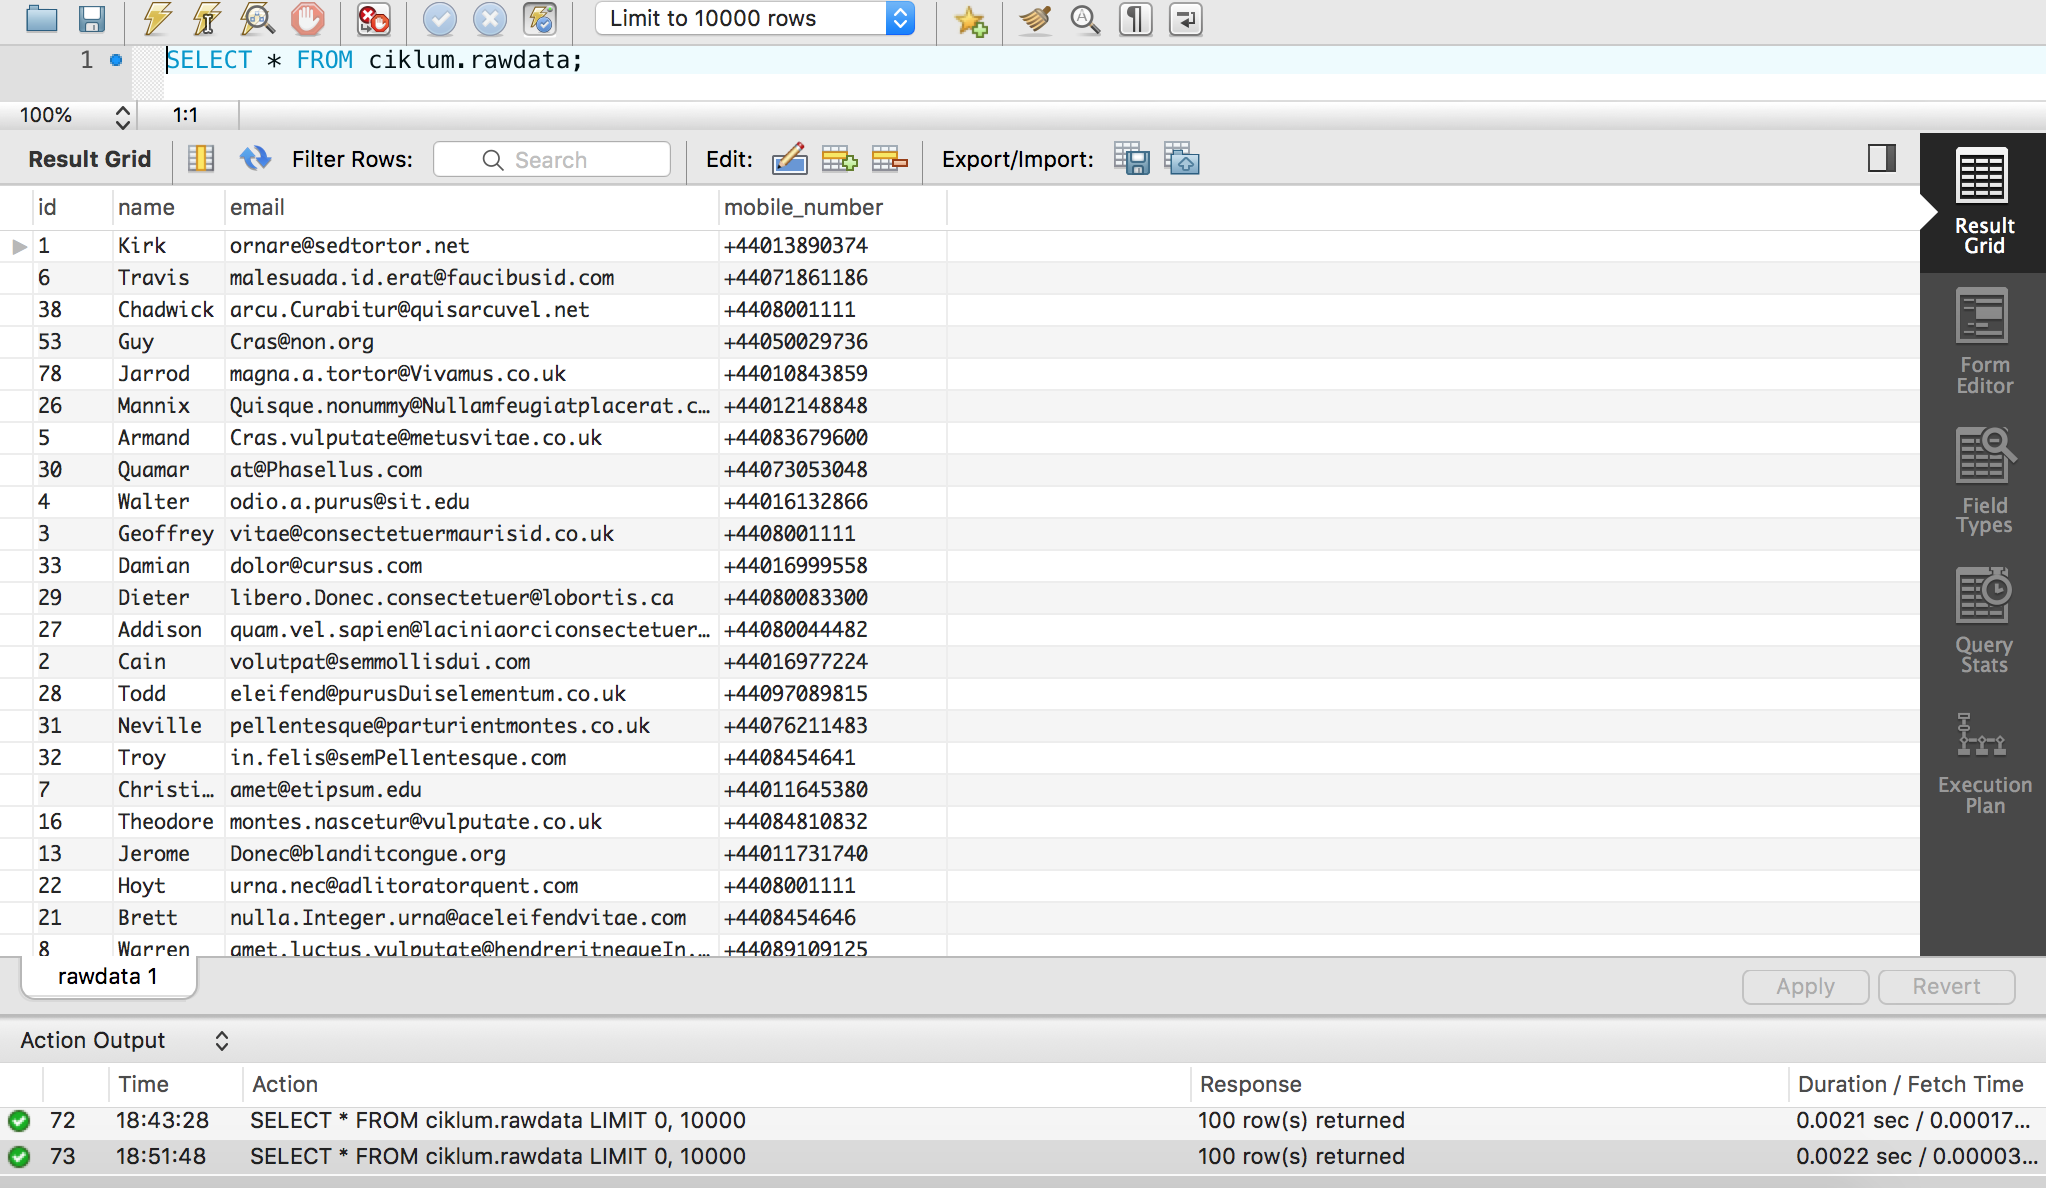 Limit to 10000 rows
1 SELECT * FROM ciklum.rawdata;
100% 1:1
Result Grid Filter Rows: Search Edit: Export/Import:
id name email mobile_number
1 Kirk ornare@sedtortor.net +44013890374
6 Travis malesuada.id.erat@faucibusid.com +44071861186
38 Chadwick arcu.Curabitur@quisarcuvel.net +4408001111
53 Guy Cras@non.org +44050029736
78 Jarrod magna.a.tortor@Vivamus.co.uk +44010843859
26 Mannix Quisque.nonummy@Nullamfeugiatplacerat.c... +44012148848
5 Armand Cras.vulputate@metusvitae.co.uk +44083679600
30 Quamar at@Phasellus.com +44073053048
4 Walter odio.a.purus@sit.edu +44016132866
3 Geoffrey vitae@consectetuermaurisid.co.uk +4408001111
33 Damian dolor@cursus.com +44016999558
29 Dieter libero.Donec.consectetuer@lobortis.ca +44080083300
27 Addison quam.vel.sapien@laciniaorciconsectetuer... +44080044482
2 Cain volutpat@semmollisdui.com +44016977224
28 Todd eleifend@purusDuiselementum.co.uk +44097089815
31 Neville pellentesque@parturientmontes.co.uk +44076211483
32 Troy in.felis@semPellentesque.com +4408454641
7 Christi... amet@etipsum.edu +44011645380
16 Theodore montes.nascetur@vulputate.co.uk +44084810832
13 Jerome Donec@blanditcongue.org +44011731740
22 Hoyt urna.nec@adlitoratorquent.com +4408001111
21 Brett nulla.Integer.urna@aceleifendvitae.com +4408454646
8 Warren amet.luctus.vulputate@hendreritnequeIn.... +44089109125
Result
Grid
Form
Editor
Field
Types
Query
Stats
Execution
Plan
rawdata 1
Apply Revert
Action Output
Time Action Response Duration / Fetch Time
72 18:43:28 SELECT * FROM ciklum.rawdata LIMIT 0, 10000 100 row(s) returned 0.0021 sec / 0.00017...
73 18:51:48 SELECT * FROM ciklum.rawdata LIMIT 0, 10000 100 row(s) returned 0.0022 sec / 0.00003...